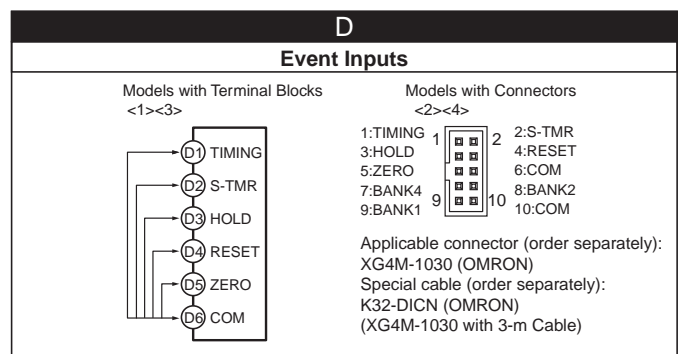 D
Event Inputs
Models with Terminal Blocks
<1><3>
D1 TIMING
D2 S-TMR
D3 HOLD
D4 RESET
D5 ZERO
D6 COM
Models with Connectors
<2><4>
1:TIMING 1 2 2:S-TMR
3:HOLD 4:RESET
5:ZERO 6:COM
7:BANK4 8:BANK2
9:BANK1 9 10 10:COM
Applicable connector (order separately):
XG4M-1030 (OMRON)
Special cable (order separately):
K32-DICN (OMRON)
(XG4M-1030 with 3-m Cable)